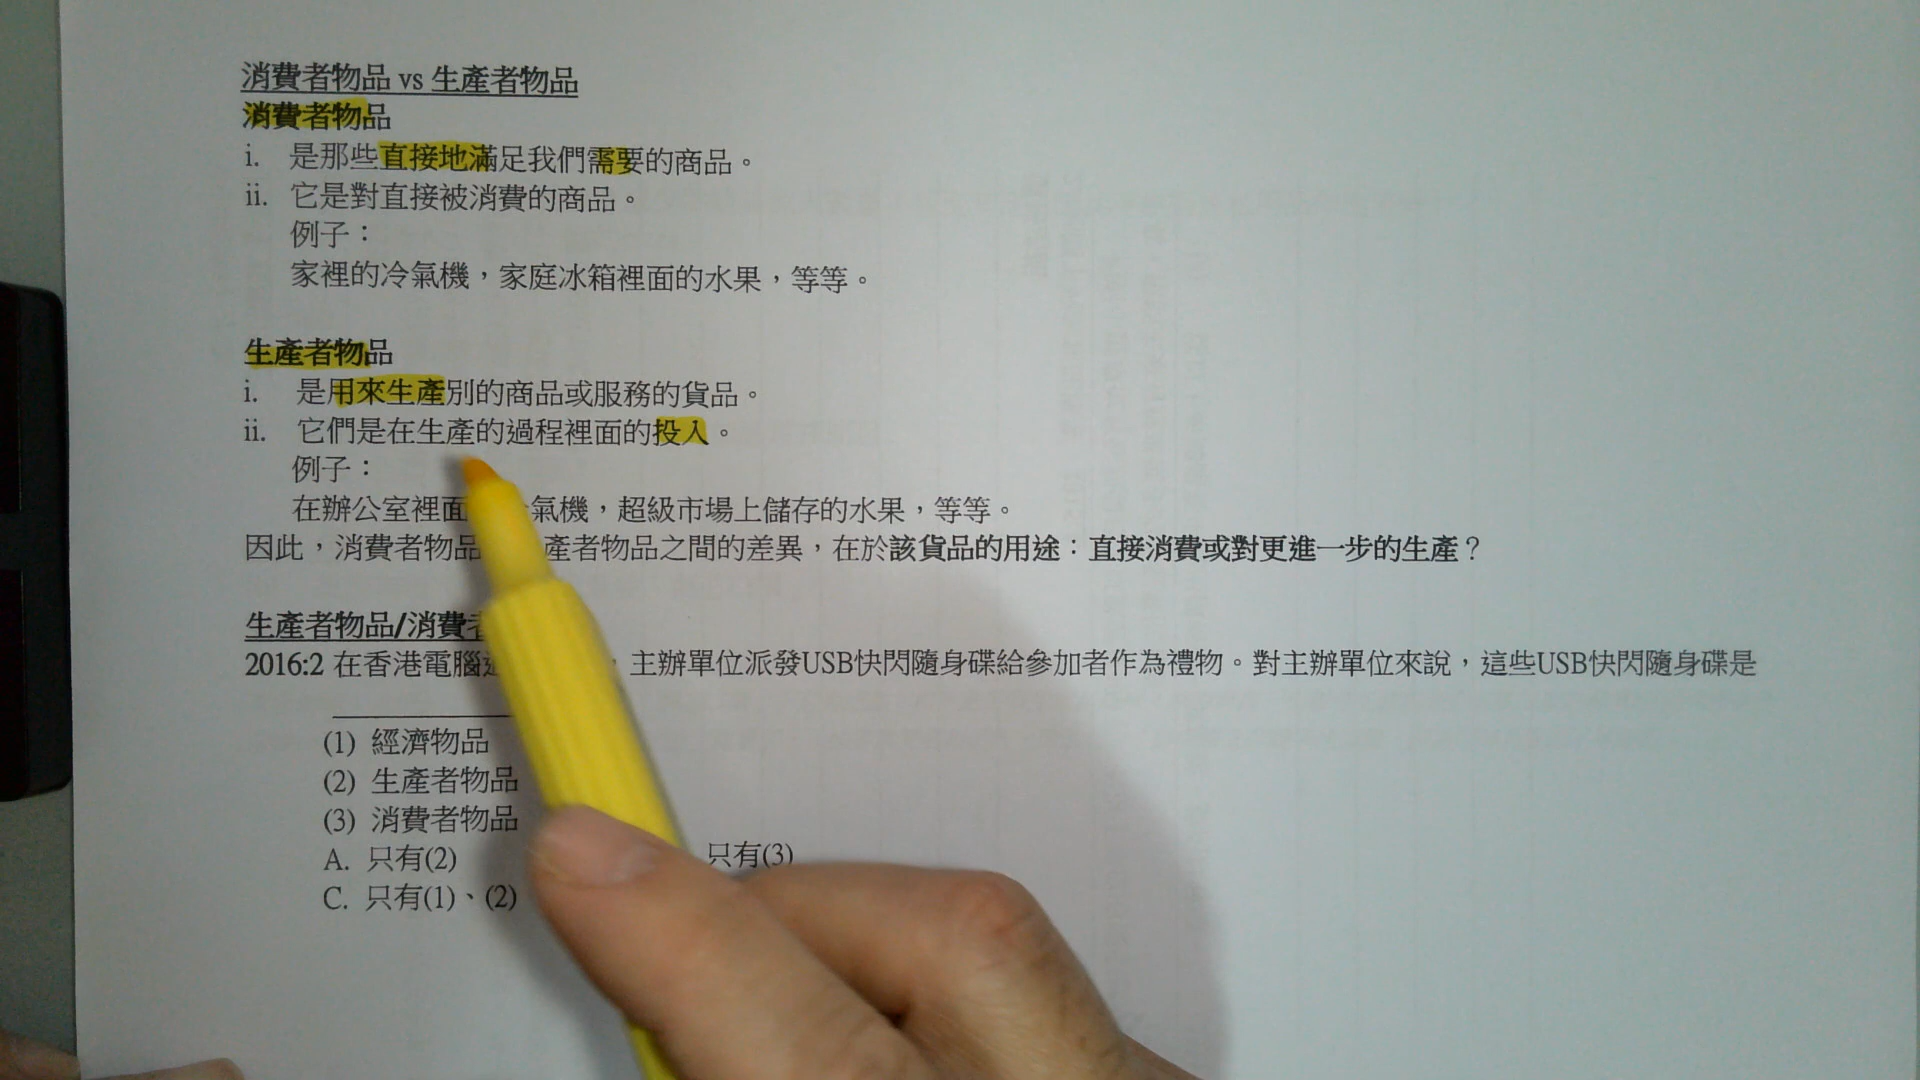 消費者物品 vs 生產者物品
消費者物品
i. 是那些直接地滿足我們需要的商品。
ii. 它是對直接被消費的商品。
例子：
家裡的冷氣機，家庭冰箱裡面的水果，等等。
生產者物品
i. 是用來生產別的商品或服務的貨品。
ii. 它們是在生產的過程裡面的投入。
例子：
在辦公室裡面 氣機，超級市場上儲存的水果，等等。
因此，消費者物品 產者物品之間的差異，在於該貨品的用途：直接消費或對更進一步的生產？
生產者物品/消費
2016:2 在香港電腦 ，主辦單位派發USB快閃隨身碟給參加者作為禮物。對主辦單位來說，這些USB快閃隨身碟是
(1) 經濟物品
(2) 生產者物品
(3) 消費者物品
A. 只有(2) 只有(3)
C. 只有(1)、(2)